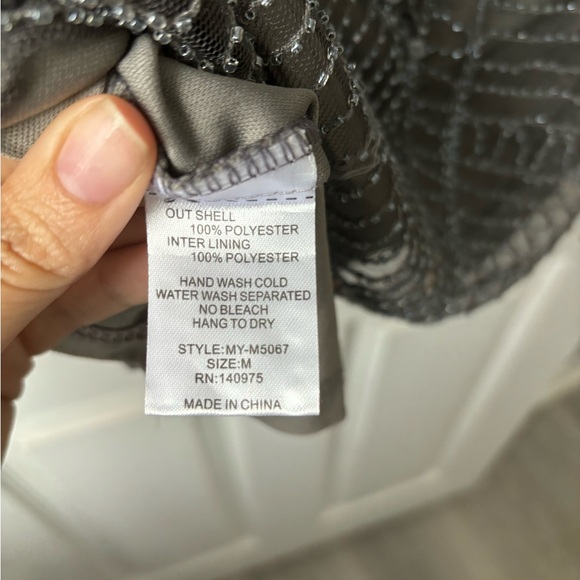 OUT SHELL
100% POLYESTER
INTER LINING
100% POLYESTER
HAND WASH COLD
WATER WASH SEPARATED
NO BLEACH
HANG TO DRY
STYLE:MY-M5067
SIZE:M
RN:140975
MADE IN CHINA